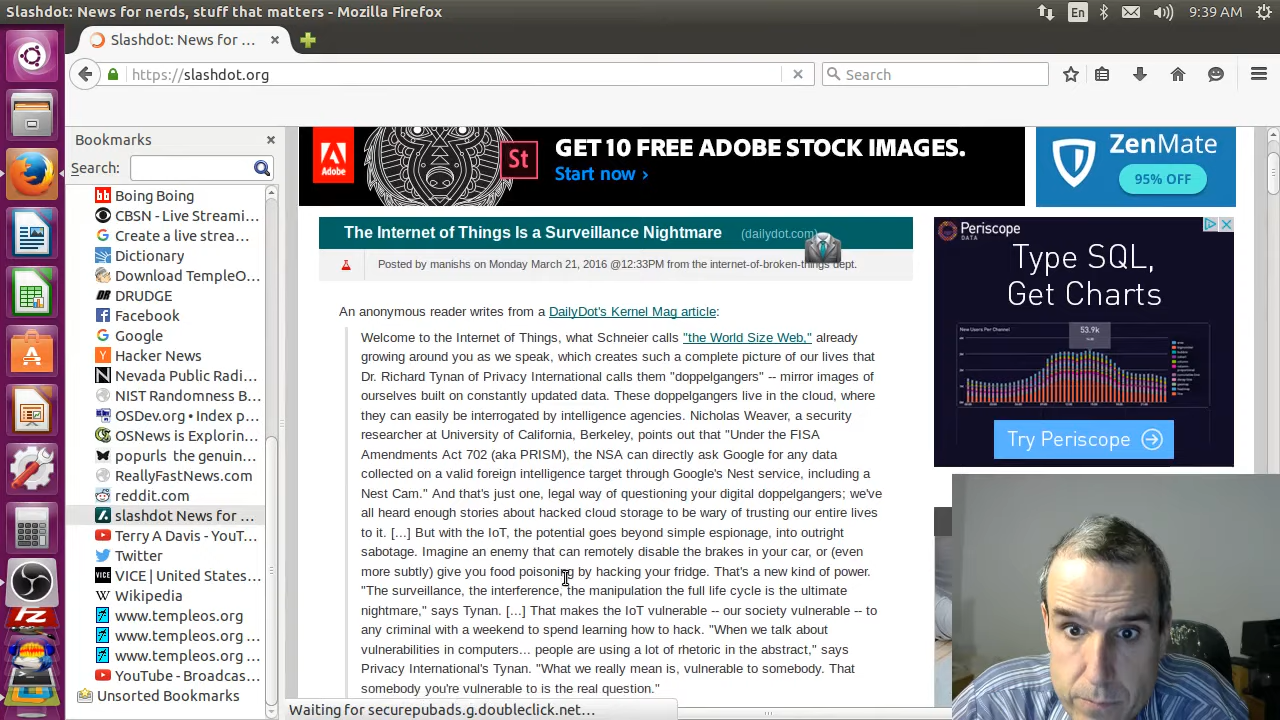 Slashdot: News for nerds, stuff that matters - Mozilla Firefox
En
9:39 AM
Slashdot: News for ...
https://slashdot.org
Search
Bookmarks
Search:
Boing Boing
CBSN - Live Streami...
Create a live strea...
Dictionary
Download TempleO...
DRUDGE
Facebook
Google
Hacker News
Nevada Public Radi...
NIST Randomness B...
OSDev.org • Index p...
OSNews is Explorin...
popurls the genuin...
ReallyFastNews.com
reddit.com
slashdot News for ...
Terry A Davis - YouT...
Twitter
VICE | United States...
Wikipedia
www.templeos.org
www.templeos.org ...
www.templeos.org ...
YouTube - Broadcas...
Unsorted Bookmarks
Adobe
St
GET 10 FREE ADOBE STOCK IMAGES.
Start now ›
ZenMate
95% OFF
The Internet of Things Is a Surveillance Nightmare (dailydot.com)
Posted by manishs on Monday March 21, 2016 @12:33PM from the internet-of-broken-things dept.
An anonymous reader writes from a DailyDot's Kernel Mag article:
Welcome to the Internet of Things, what Schneier calls "the World Size Web," already
growing around you as we speak, which creates such a complete picture of our lives that
Dr. Richard Tynan of Privacy International calls them "doppelgangers" -- mirror images of
ourselves built on constantly updated data. These doppelgangers live in the cloud, where
they can easily be interrogated by intelligence agencies. Nicholas Weaver, a security
researcher at University of California, Berkeley, points out that "Under the FISA
Amendments Act 702 (aka PRISM), the NSA can directly ask Google for any data
collected on a valid foreign intelligence target through Google's Nest service, including a
Nest Cam." And that's just one, legal way of questioning your digital doppelgangers; we've
all heard enough stories about hacked cloud storage to be wary of trusting our entire lives
to it. [...] But with the IoT, the potential goes beyond simple espionage, into outright
sabotage. Imagine an enemy that can remotely disable the brakes in your car, or (even
more subtly) give you food poisoning by hacking your fridge. That's a new kind of power.
"The surveillance, the interference, the manipulation the full life cycle is the ultimate
nightmare," says Tynan. [...] That makes the IoT vulnerable -- our society vulnerable -- to
any criminal with a weekend to spend learning how to hack. "When we talk about
vulnerabilities in computers... people are using a lot of rhetoric in the abstract," says
Privacy International's Tynan. "What we really mean is, vulnerable to somebody. That
somebody you're vulnerable to is the real question."
Periscope
DATA
Type SQL,
Get Charts
New Users Per Channel
53.9k
Try Periscope
Waiting for securepubads.g.doubleclick.net...